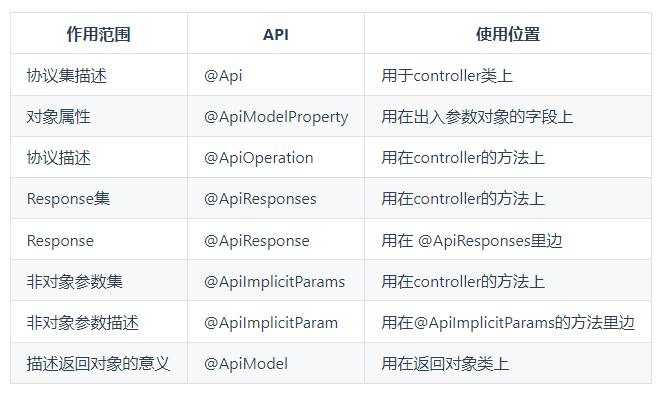 作用范围 API 使用位置
协议集描述 @Api 用于controller类上
对象属性 @ApiModelProperty 用在出入参数对象的字段上
协议描述 @ApiOperation 用在controller的方法上
Response集 @ApiResponses 用在controller的方法上
Response @ApiResponse 用在 @ApiResponses里边
非对象参数集 @ApiImplicitParams 用在controller的方法上
非对象参数描述 @ApiImplicitParam 用在@ApiImplicitParams的方法里边
描述返回对象的意义 @ApiModel 用在返回对象类上